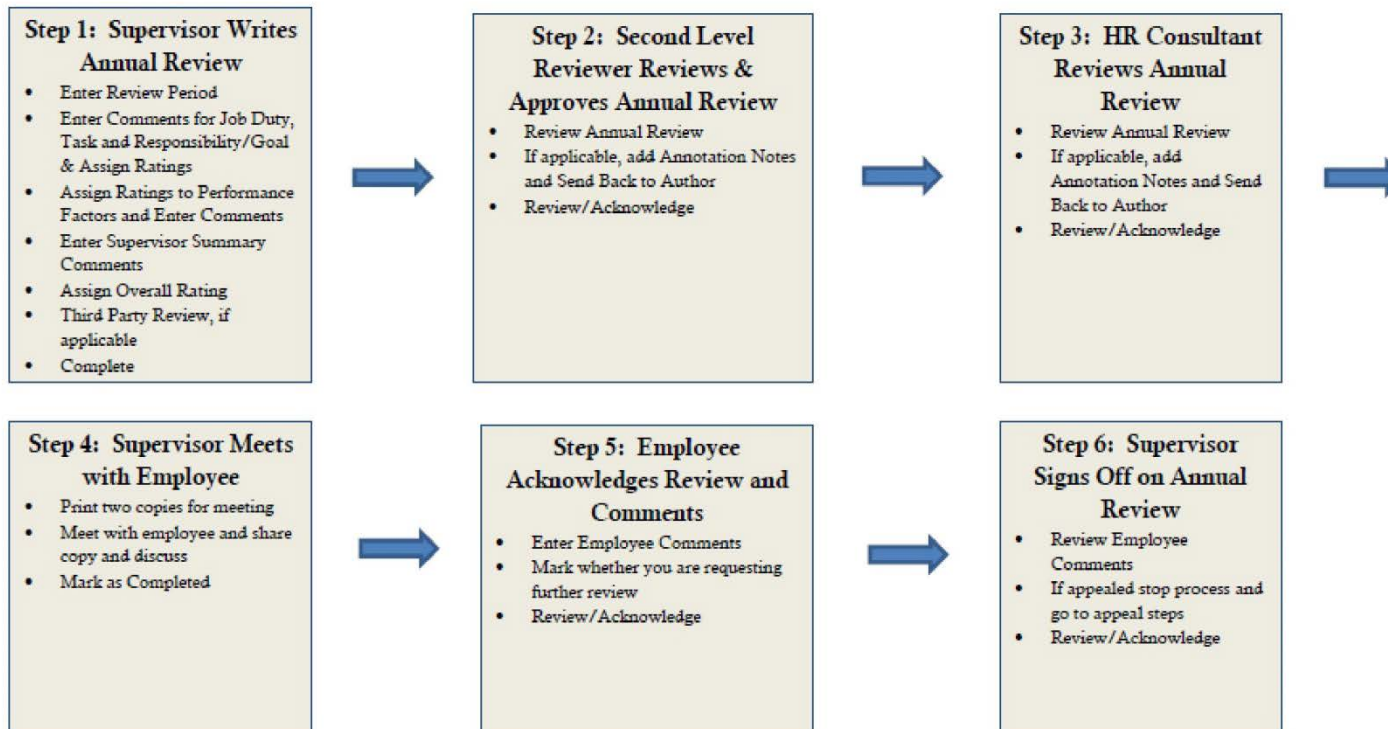 Step 1: Supervisor Writes
Annual Review
• Enter Review Period
• Enter Comments for Job Duty,
Task and Responsibility/Goal
& Assign Ratings
• Assign Ratings to Performance
Factors and Enter Comments
• Enter Supervisor Summary
Comments
• Assign Overall Rating
• Third Party Review, if
applicable
• Complete
Step 2: Second Level
Reviewer Reviews &
Approves Annual Review
• Review Annual Review
• If applicable, add Annotation Notes
and Send Back to Author
• Review/Acknowledge
Step 3: HR Consultant
Reviews Annual
Review
• Review Annual Review
• If applicable, add
Annotation Notes and Send
Back to Author
• Review/Acknowledge
Step 4: Supervisor Meets
with Employee
• Print two copies for meeting
• Meet with employee and share
copy and discuss
• Mark as Completed
Step 5: Employee
Acknowledges Review and
Comments
• Enter Employee Comments
• Mark whether you are requesting
further review
• Review/Acknowledge
Step 6: Supervisor
Signs Off on Annual
Review
• Review Employee
Comments
• If appealed stop process and
go to appeal steps
• Review/Acknowledge